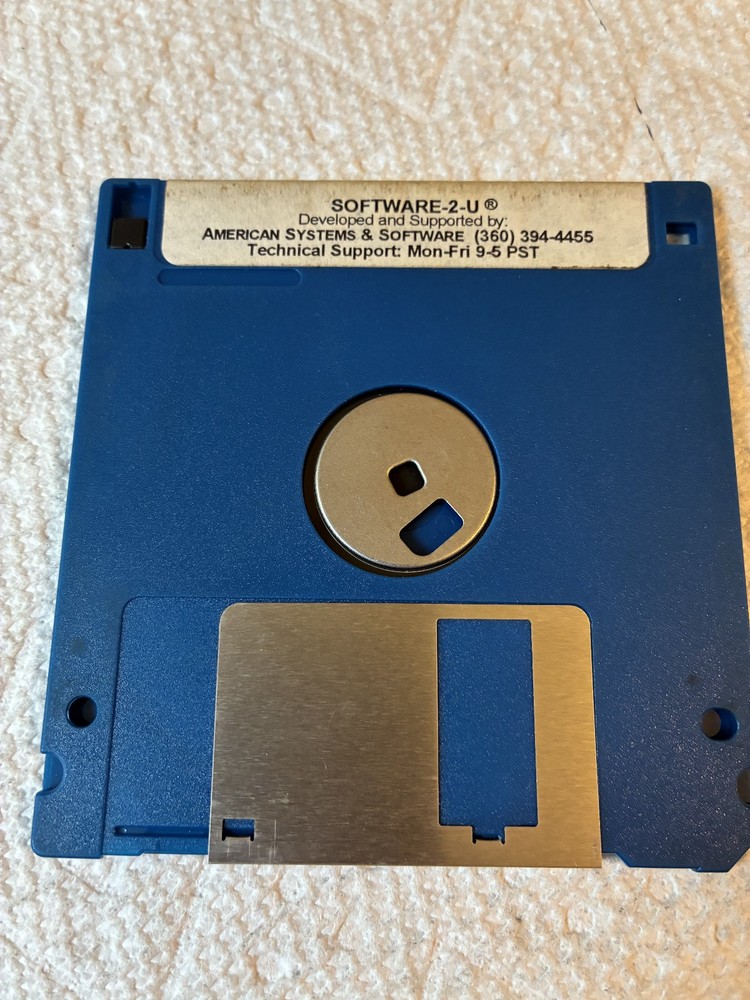 SOFTWARE-2-U ®
Developed and Supported by:
AMERICAN SYSTEMS & SOFTWARE (360) 394-4455
Technical Support: Mon-Fri 9-5 PST